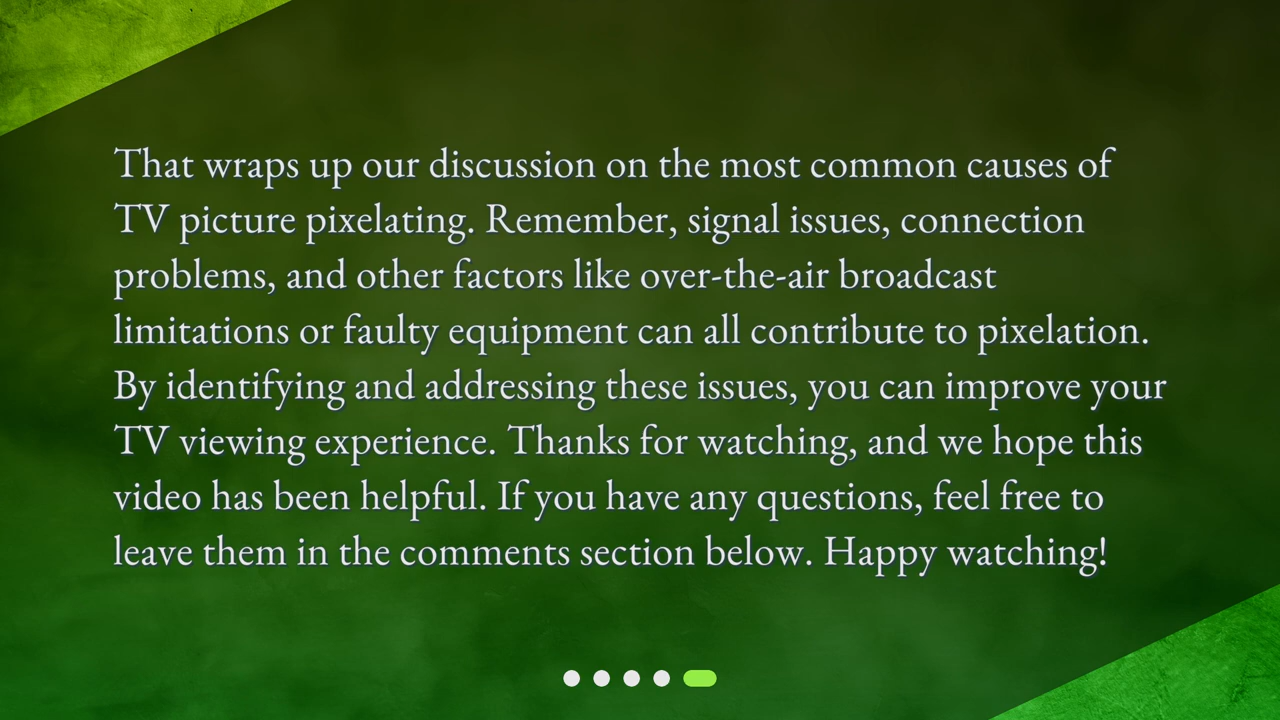 That wraps up our discussion on the most common causes of
TV picture pixelating. Remember, signal issues, connection
problems, and other factors like over-the-air broadcast
limitations or faulty equipment can all contribute to pixelation.
By identifying and addressing these issues, you can improve your
TV viewing experience. Thanks for watching, and we hope this
video has been helpful. If you have any questions, feel free to
leave them in the comments section below. Happy watching!